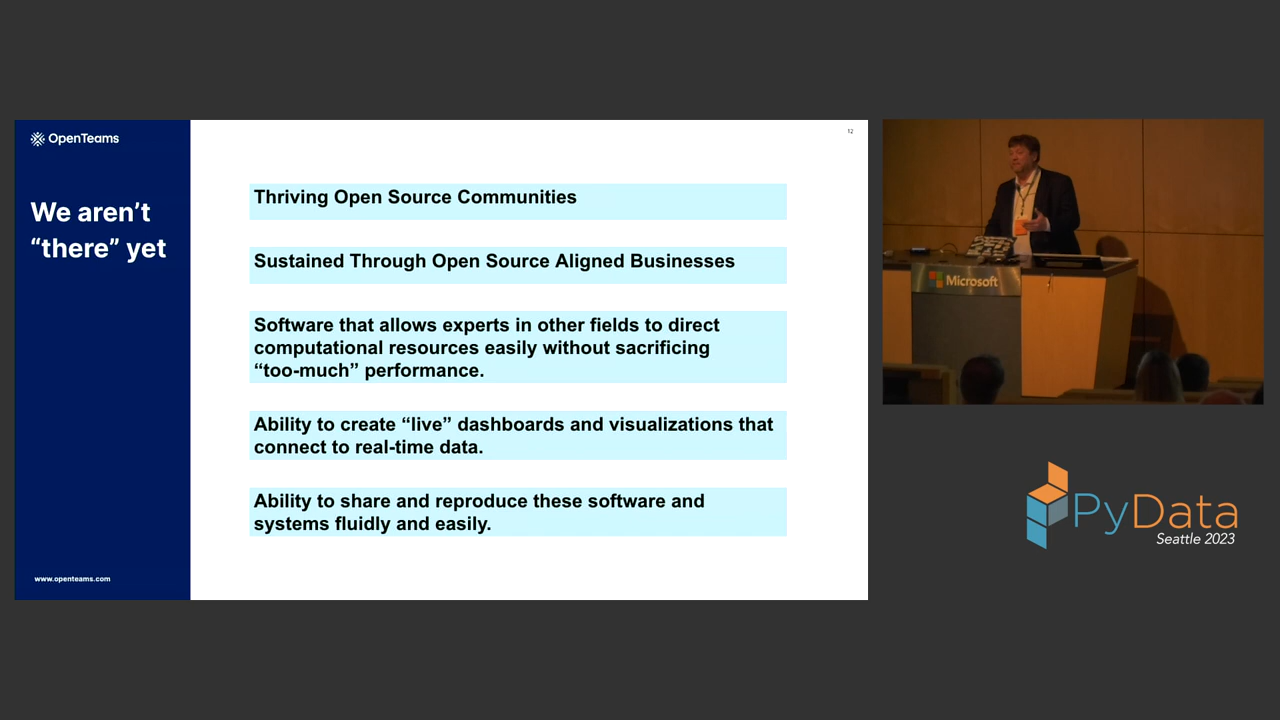 OpenTeams
12
We aren’t
“there” yet
Thriving Open Source Communities
Sustained Through Open Source Aligned Businesses
Software that allows experts in other fields to direct
computational resources easily without sacrificing
“too-much” performance.
Ability to create “live” dashboards and visualizations that
connect to real-time data.
Ability to share and reproduce these software and
systems fluidly and easily.
www.openteams.com
Microsoft
PyData
Seattle 2023